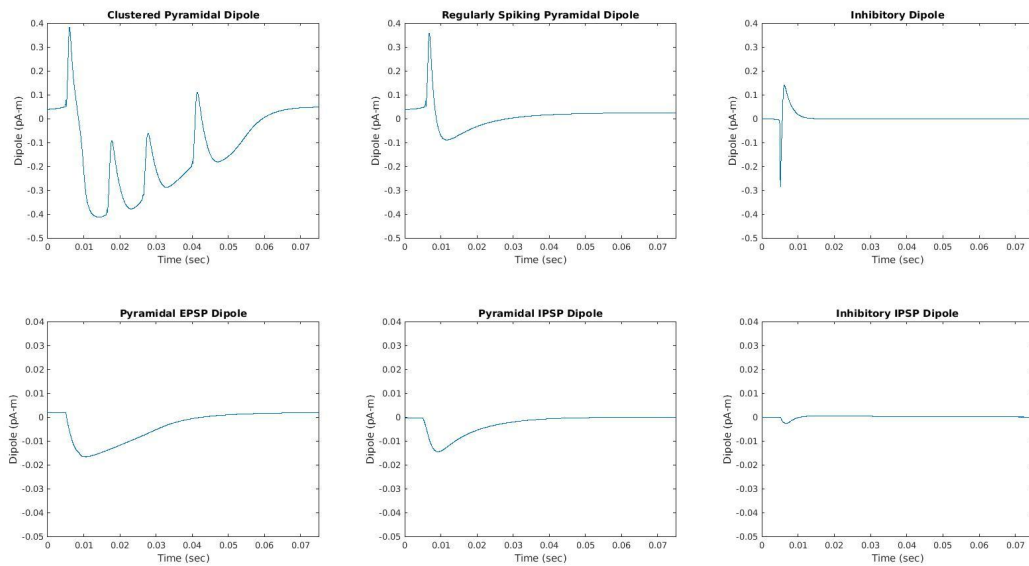 Clustered Pyramidal Dipole
0.4
0.3
0.2
0.1
0
-0.1
-0.2
-0.3
-0.4
-0.5
Dipole (pA-m)
0 0.01 0.02 0.03 0.04 0.05 0.06 0.07
Time (sec)
Regularly Spiking Pyramidal Dipole
0.4
0.3
0.2
0.1
0
-0.1
-0.2
-0.3
-0.4
-0.5
Dipole (pA-m)
0 0.01 0.02 0.03 0.04 0.05 0.06 0.07
Time (sec)
Inhibitory Dipole
0.4
0.3
0.2
0.1
0
-0.1
-0.2
-0.3
-0.4
-0.5
Dipole (pA-m)
0 0.01 0.02 0.03 0.04 0.05 0.06 0.07
Time (sec)
Pyramidal EPSP Dipole
0.04
0.03
0.02
0.01
0
-0.01
-0.02
-0.03
-0.04
-0.05
Dipole (pA-m)
0 0.01 0.02 0.03 0.04 0.05 0.06 0.07
Time (sec)
Pyramidal IPSP Dipole
0.04
0.03
0.02
0.01
0
-0.01
-0.02
-0.03
-0.04
-0.05
Dipole (pA-m)
0 0.01 0.02 0.03 0.04 0.05 0.06 0.07
Time (sec)
Inhibitory IPSP Dipole
0.04
0.03
0.02
0.01
0
-0.01
-0.02
-0.03
-0.04
-0.05
Dipole (pA-m)
0 0.01 0.02 0.03 0.04 0.05 0.06 0.07
Time (sec)